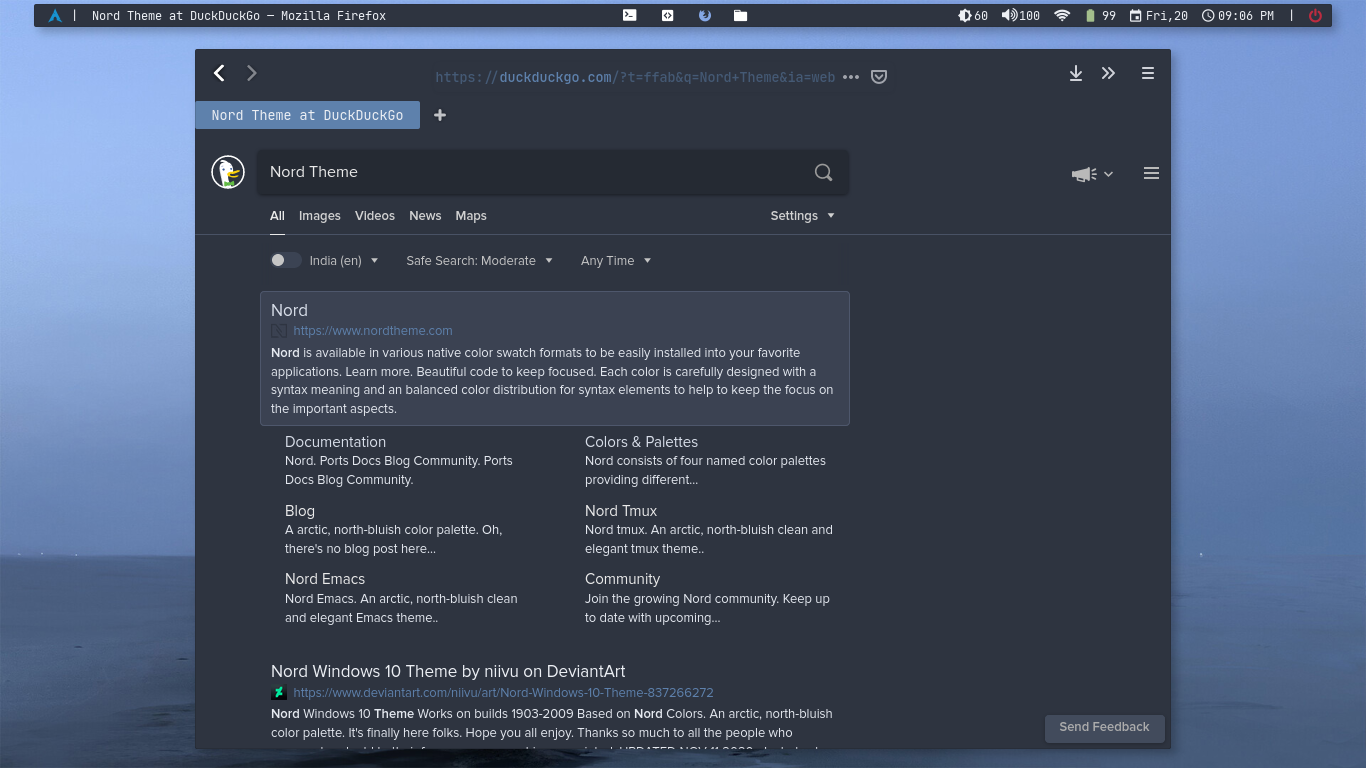 | Nord Theme at DuckDuckGo — Mozilla Firefox
60 100 99 Fri,20 09:06 PM |
https://duckduckgo.com/?t=ffab&q=Nord+Theme&ia=web
Nord Theme at DuckDuckGo +
Nord Theme
All Images Videos News Maps Settings
India (en) Safe Search: Moderate Any Time
Nord
https://www.nordtheme.com
Nord is available in various native color swatch formats to be easily installed into your favorite
applications. Learn more. Beautiful code to keep focused. Each color is carefully designed with a
syntax meaning and an balanced color distribution for syntax elements to help to keep the focus on
the important aspects.
Documentation
Nord. Ports Docs Blog Community. Ports
Docs Blog Community.
Colors & Palettes
Nord consists of four named color palettes
providing different...
Blog
A arctic, north-bluish color palette. Oh,
there's no blog post here...
Nord Tmux
Nord tmux. An arctic, north-bluish clean and
elegant tmux theme..
Nord Emacs
Nord Emacs. An arctic, north-bluish clean
and elegant Emacs theme..
Community
Join the growing Nord community. Keep up
to date with upcoming...
Nord Windows 10 Theme by niivu on DeviantArt
https://www.deviantart.com/niivu/art/Nord-Windows-10-Theme-837266272
Nord Windows 10 Theme Works on builds 1903-2009 Based on Nord Colors. An arctic, north-bluish
color palette. It's finally here folks. Hope you all enjoy. Thanks so much to all the people who
Send Feedback